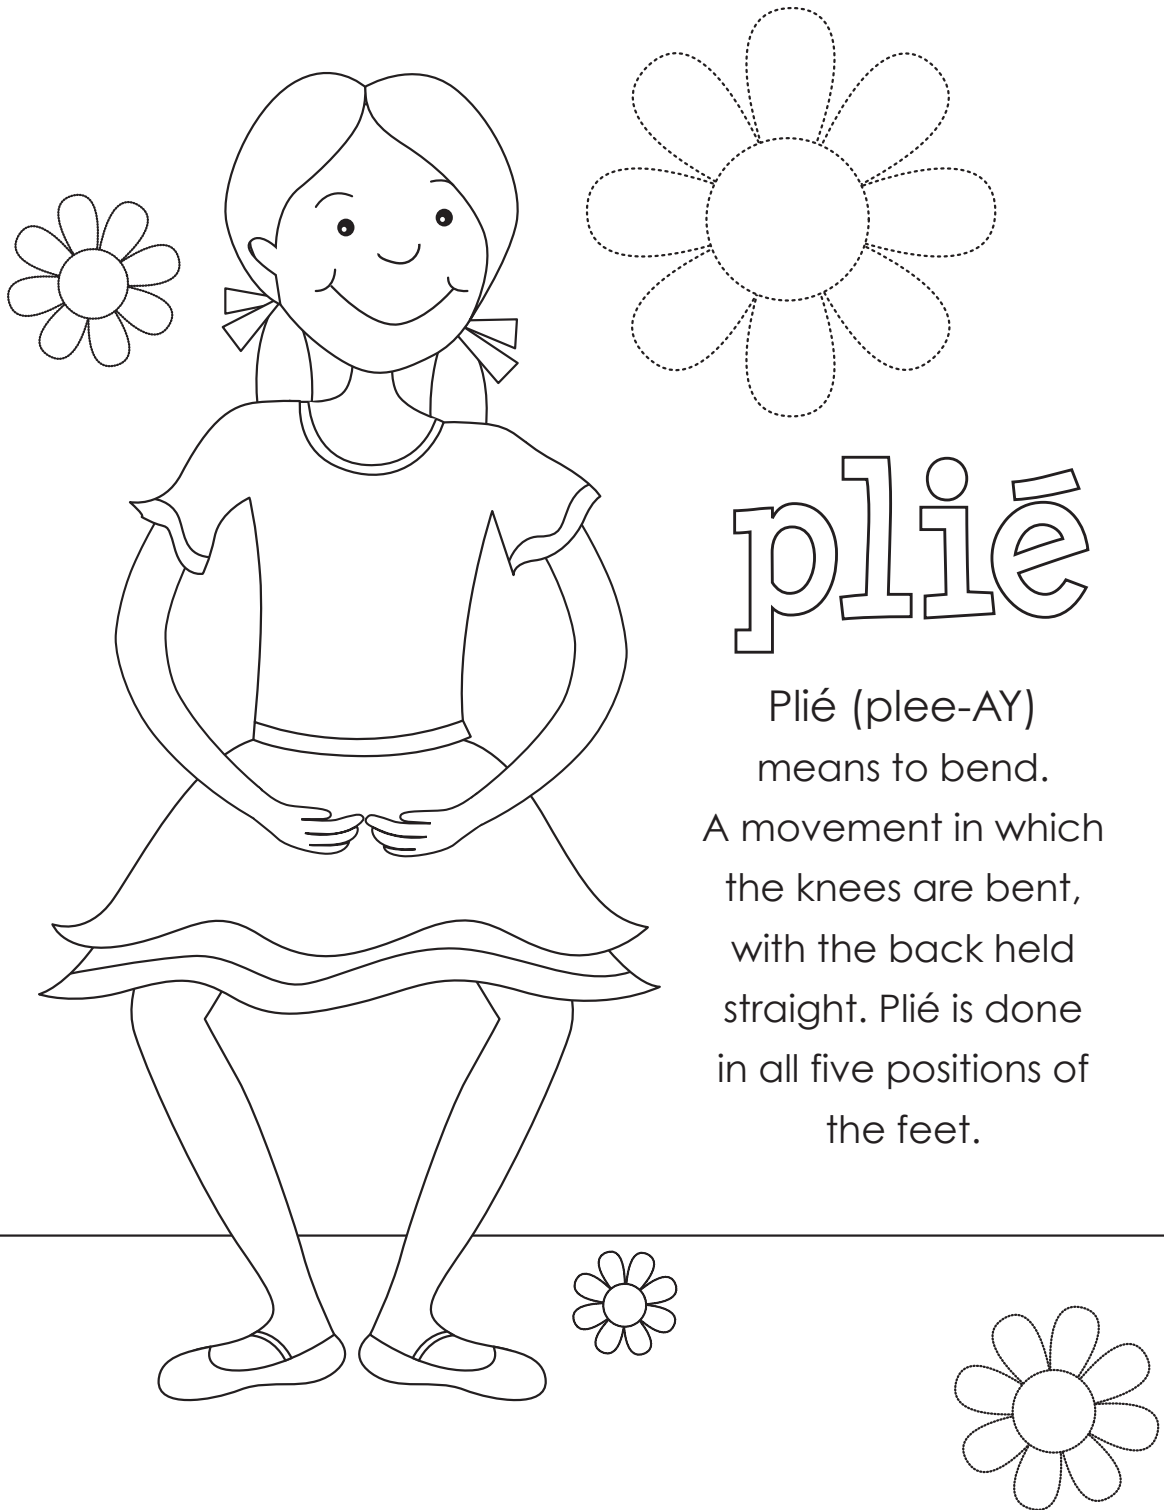 plié
Plié (plee-AY)
means to bend.
A movement in which
the knees are bent,
with the back held
straight. Plié is done
in all five positions of
the feet.